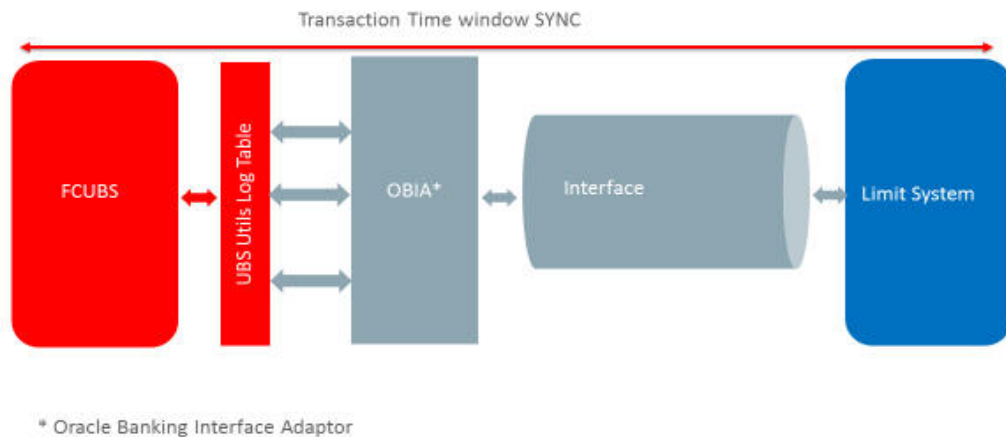 Transaction Time window SYNC
FCUBS
UBS Utils Log Table
OBIA*
Interface
Limit System
* Oracle Banking Interface Adaptor